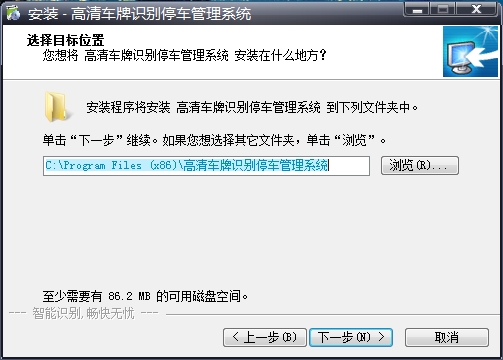 安装 - 高清车牌识别停车管理系统
选择目标位置
您想将 高清车牌识别停车管理系统 安装在什么地方？
安装程序将安装 高清车牌识别停车管理系统 到下列文件夹中。
单击“下一步”继续。如果您想选择其它文件夹，单击“浏览”。
C:\Program Files (x86)\高清车牌识别停车管理系统
浏览(R)...
至少需要有 86.2 MB 的可用磁盘空间。
--- 智能识别,畅快无忧 ---
< 上一步(B)
下一步(N) >
取消